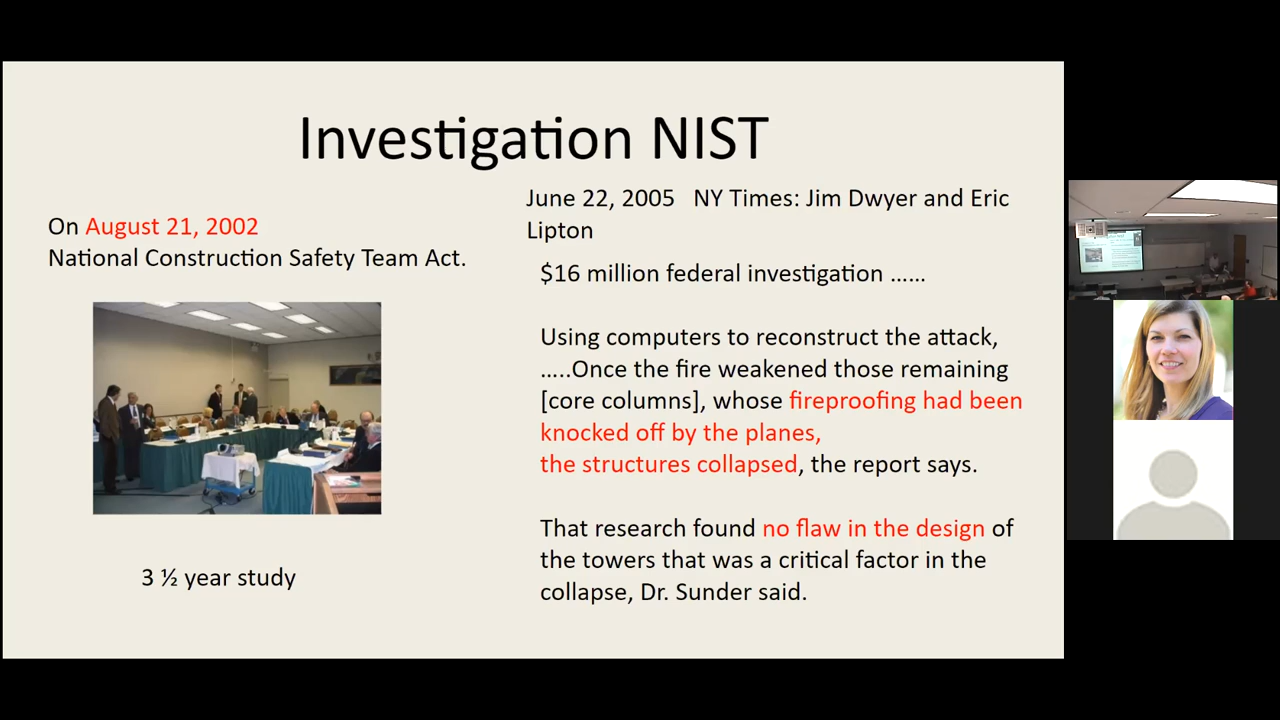 Investigation NIST
On August 21, 2002
National Construction Safety Team Act.
3 ½ year study
June 22, 2005   NY Times: Jim Dwyer and Eric
Lipton
$16 million federal investigation ......
Using computers to reconstruct the attack,
.....Once the fire weakened those remaining
[core columns], whose fireproofing had been
knocked off by the planes,
the structures collapsed, the report says.
That research found no flaw in the design of
the towers that was a critical factor in the
collapse, Dr. Sunder said.